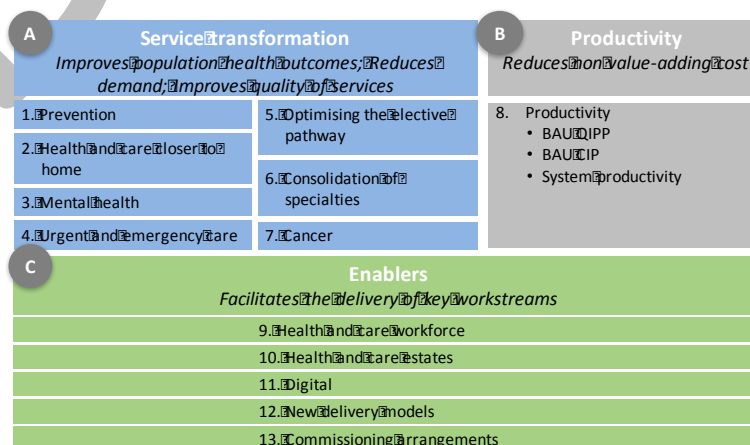 A
Service transformation
Improves population health outcomes; Reduces
demand; Improves quality of services
1. Prevention
2. Health and care closer to
home
3. Mental health
4. Urgent and emergency care
5. Optimising the elective
pathway
6. Consolidation of
specialties
7. Cancer
B
Productivity
Reduces non value-adding cost
8. Productivity
• BAU QIPP
• BAU CIP
• System productivity
C
Enablers
Facilitates the delivery of key workstreams
9. Health and care workforce
10. Health and care estates
11. Digital
12. New delivery models
13. Commissioning arrangements